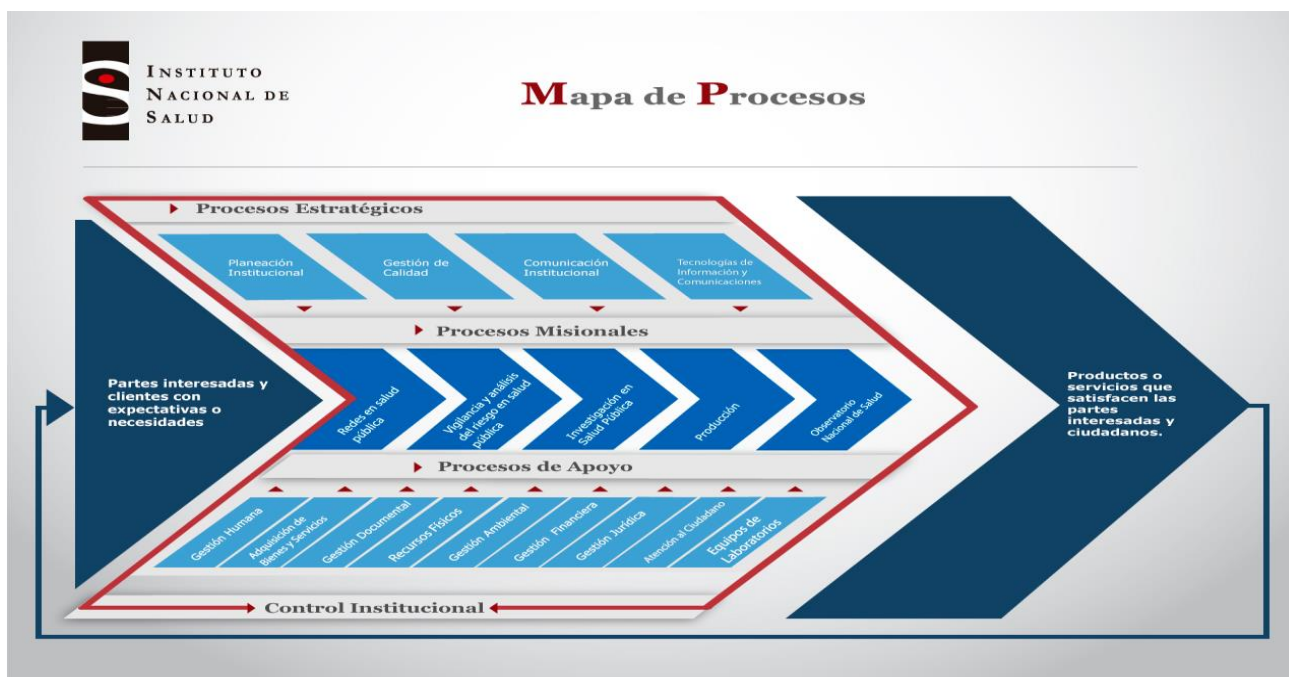 INSTITUTO
NACIONAL DE
SALUD
Mapa de Procesos
Procesos Estratégicos
Planeación
Institucional
Gestión de
Calidad
Comunicación
Institucional
Tecnologías de
Información y
Comunicaciones
Procesos Misionales
Partes interesadas y
clientes con
expectativas o
necesidades
Redes en salud
pública
Vigilancia y análisis
del riesgo en salud
pública
Investigación en
Salud Pública
Producción
Observatorio
Nacional de Salud
Productos o
servicios que
satisfacen las
partes
interesadas y
ciudadanos.
Procesos de Apoyo
Gestión Humana
Adquisición de
Bienes y Servicios
Gestión Documental
Recursos Físicos
Gestión Ambiental
Gestión Financiera
Gestión Jurídica
Atención al Ciudadano
Equipos de
Laboratorios
Control Institucional